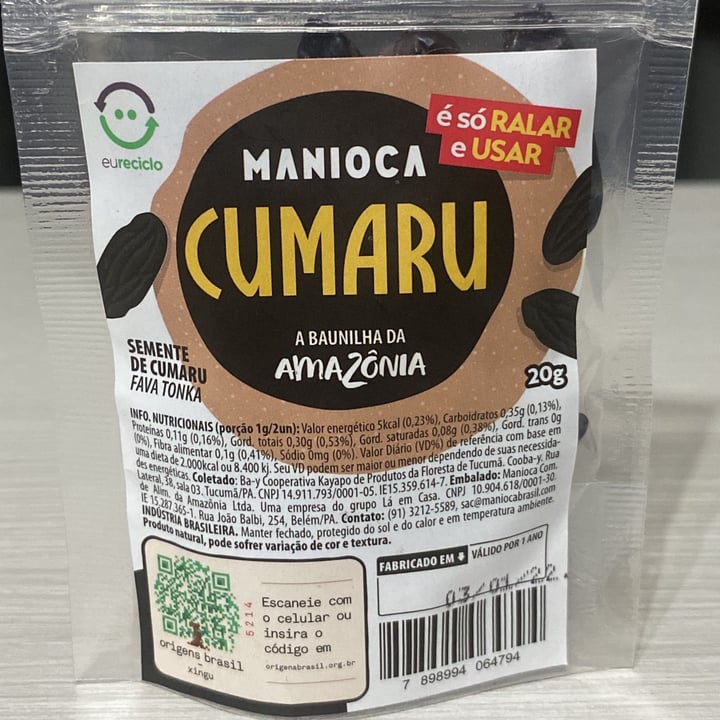 eureciclo
é só RALAR
e USAR
MANIOCA
CUMARU
A BAUNILHA DA
AMAZÔNIA
SEMENTE
DE CUMARU
FAVA TONKA
20g
INFO. NUTRICIONAIS (porção 1g/2un): Valor energético 5kcal (0,23%), Carboidratos 0,35g (0,13%),
Proteínas 0,11g (0,16%), Gord. totais 0,30g (0,53%), Gord. saturadas 0,08g (0,38%), Gord. trans 0g
(0%), Fibra alimentar 0,1g (0,41%), Sódio 0mg (0%). Valor Diário (VD%) de referência com base em
uma dieta de 2.000kcal ou 8.400 kj. Seu VD podem ser maior ou menor dependendo de suas necessida-
des energéticas. Coletado: Ba-y Cooperativa Kayapo de Produtos da Floresta de Tucumã. Cooba-y. Rua
Lateral, 38, sala 03. Tucumã/PA. CNPJ 14.911.793/0001-05. IE15.359.614-7. Embalado: Manioca Com.
de Alim. da Amazônia Ltda. Uma empresa do grupo Lá em Casa. CNPJ 10.904.618/0001-30.
IE 15.287.365-1. Rua João Balbi, 254, Belém/PA. Contato: (91) 3212-5589, sac@maniocabrasil.com
INDÚSTRIA BRASILEIRA. Manter fechado, protegido do sol e do calor e em temperatura ambiente.
Produto natural, pode sofrer variação de cor e textura.
5214
origens brasil
xingu
Escaneie com
o celular ou
insira o
código em
origensbrasil.org.br
FABRICADO EM
VÁLIDO POR 1 ANO
03/01/22
7 898994 064794